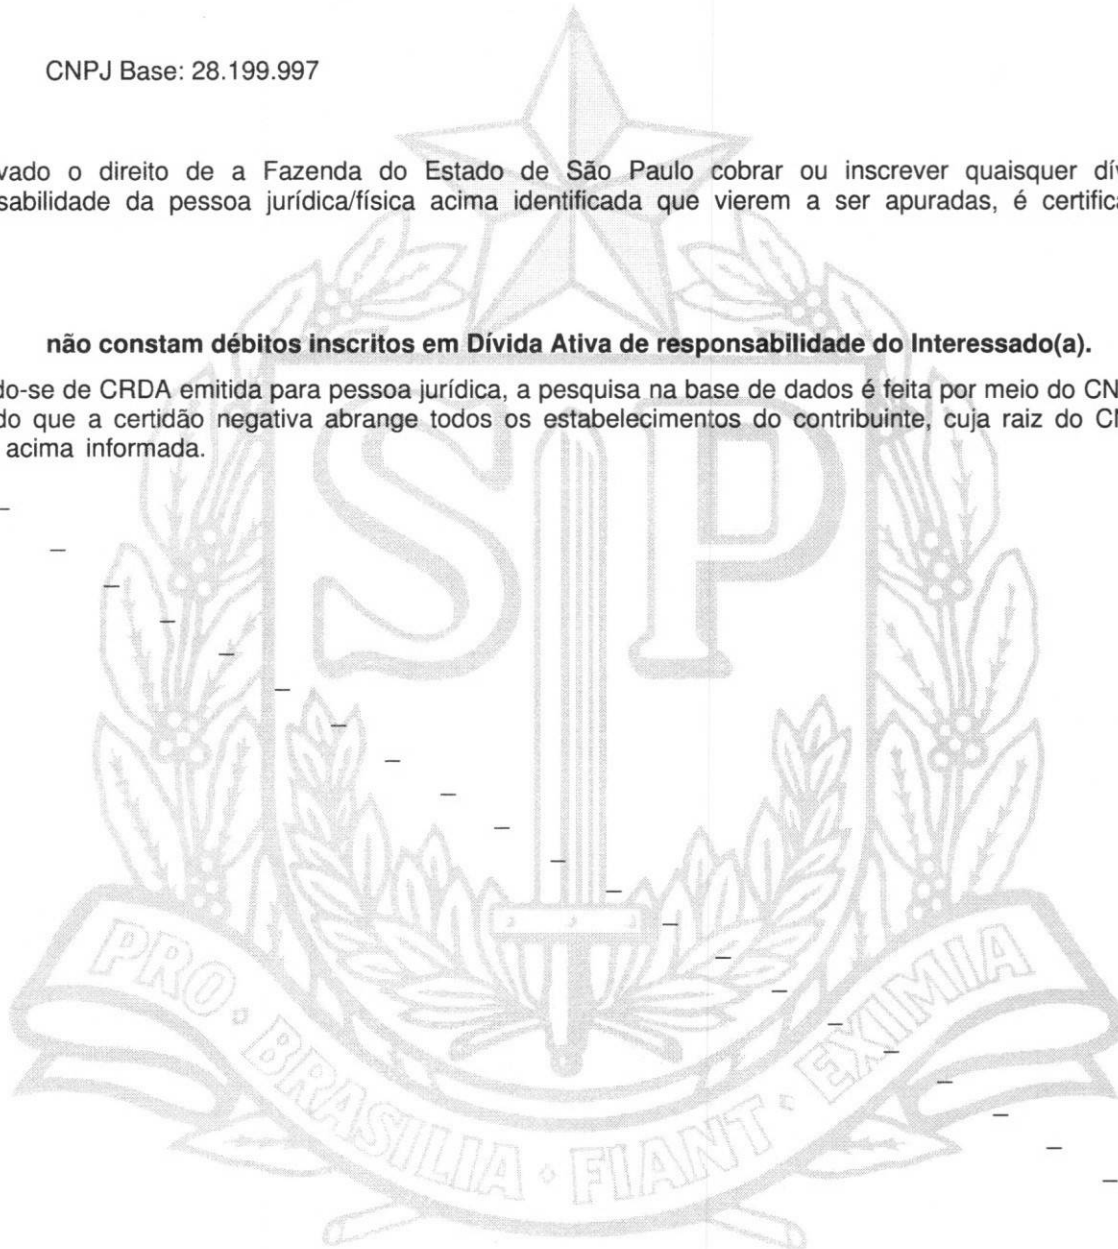 CNPJ Base: 28.199.997
vado o direito de a Fazenda do Estado de São Paulo cobrar ou inscrever quaisquer dív
sabilidade da pessoa jurídica/física acima identificada que vierem a ser apuradas, é certifica
não constam débitos inscritos em Dívida Ativa de responsabilidade do Interessado(a).
do-se de CRDA emitida para pessoa jurídica, a pesquisa na base de dados é feita por meio do CN
do que a certidão negativa abrange todos os estabelecimentos do contribuinte, cuja raiz do CN
acima informada.
SP
PRO · BRASILIA · FIANT · EXIMIA